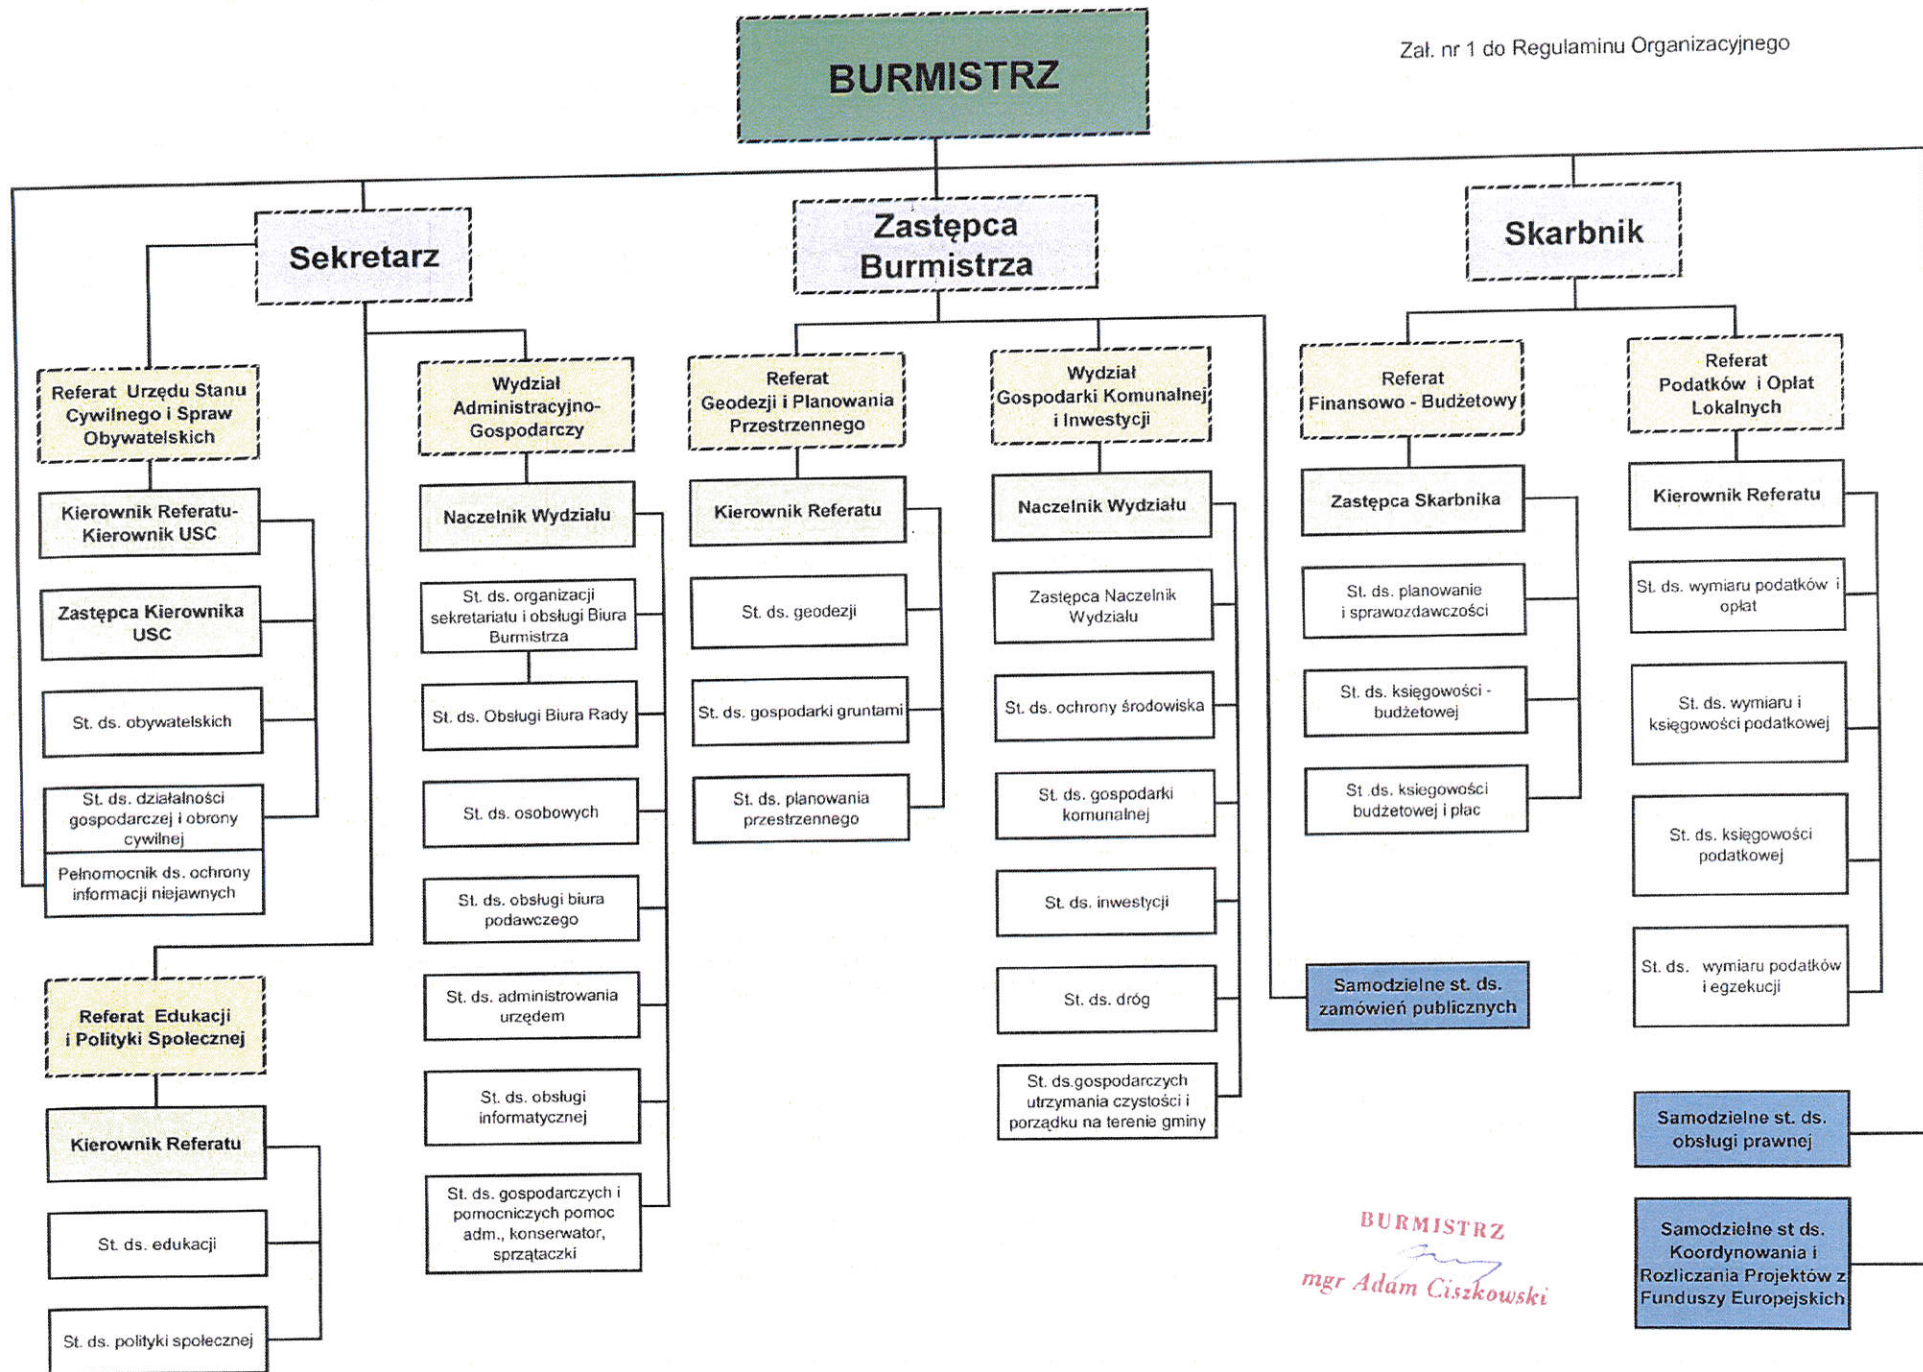 Zał. nr 1 do Regulaminu Organizacyjnego
BURMISTRZ
Sekretarz
Zastępca
Burmistrza
Skarbnik
Referat Urzędu Stanu
Cywilnego i Spraw
Obywatelskich
Kierownik Referatu-
Kierownik USC
Zastępca Kierownika
USC
St. ds. obywatelskich
St. ds. działalności
gospodarczej i obrony
cywilnej
Pełnomocnik ds. ochrony
informacji niejawnych
Referat Edukacji
i Polityki Społecznej
Kierownik Referatu
St. ds. edukacji
St. ds. polityki społecznej
Wydział
Administracyjno-
Gospodarczy
Naczelnik Wydziału
St. ds. organizacji
sekretariatu i obsługi Biura
Burmistrza
St. ds. Obsługi Biura Rady
St. ds. osobowych
St. ds. obsługi biura
podawczego
St. ds. administrowania
urzędem
St. ds. obsługi
informatycznej
St. ds. gospodarczych i
pomocniczych pomoc
adm., konserwator,
sprzątaczki
Referat
Geodezji i Planowania
Przestrzennego
Kierownik Referatu
St. ds. geodezji
St. ds. gospodarki gruntami
St. ds. planowania
przestrzennego
Wydział
Gospodarki Komunalnej
i Inwestycji
Naczelnik Wydziału
Zastępca Naczelnik
Wydziału
St. ds. ochrony środowiska
St. ds. gospodarki
komunalnej
St. ds. inwestycji
St. ds. dróg
St. ds.gospodarczych
utrzymania czystości i
porządku na terenie gminy
Samodzielne st. ds.
zamówień publicznych
Referat
Finansowo - Budżetowy
Zastępca Skarbnika
St. ds. planowanie
i sprawozdawczości
St. ds. księgowości -
budżetowej
St .ds. ksiegowości
budżetowej i płac
Referat
Podatków i Opłat
Lokalnych
Kierownik Referatu
St. ds. wymiaru podatków i
opłat
St. ds. wymiaru i
księgowości podatkowej
St. ds. księgowości
podatkowej
St. ds. wymiaru podatków
i egzekucji
Samodzielne st. ds.
obsługi prawnej
Samodzielne st ds.
Koordynowania i
Rozliczania Projektów z
Funduszy Europejskich
BURMISTRZ
mgr Adam Ciszkowski